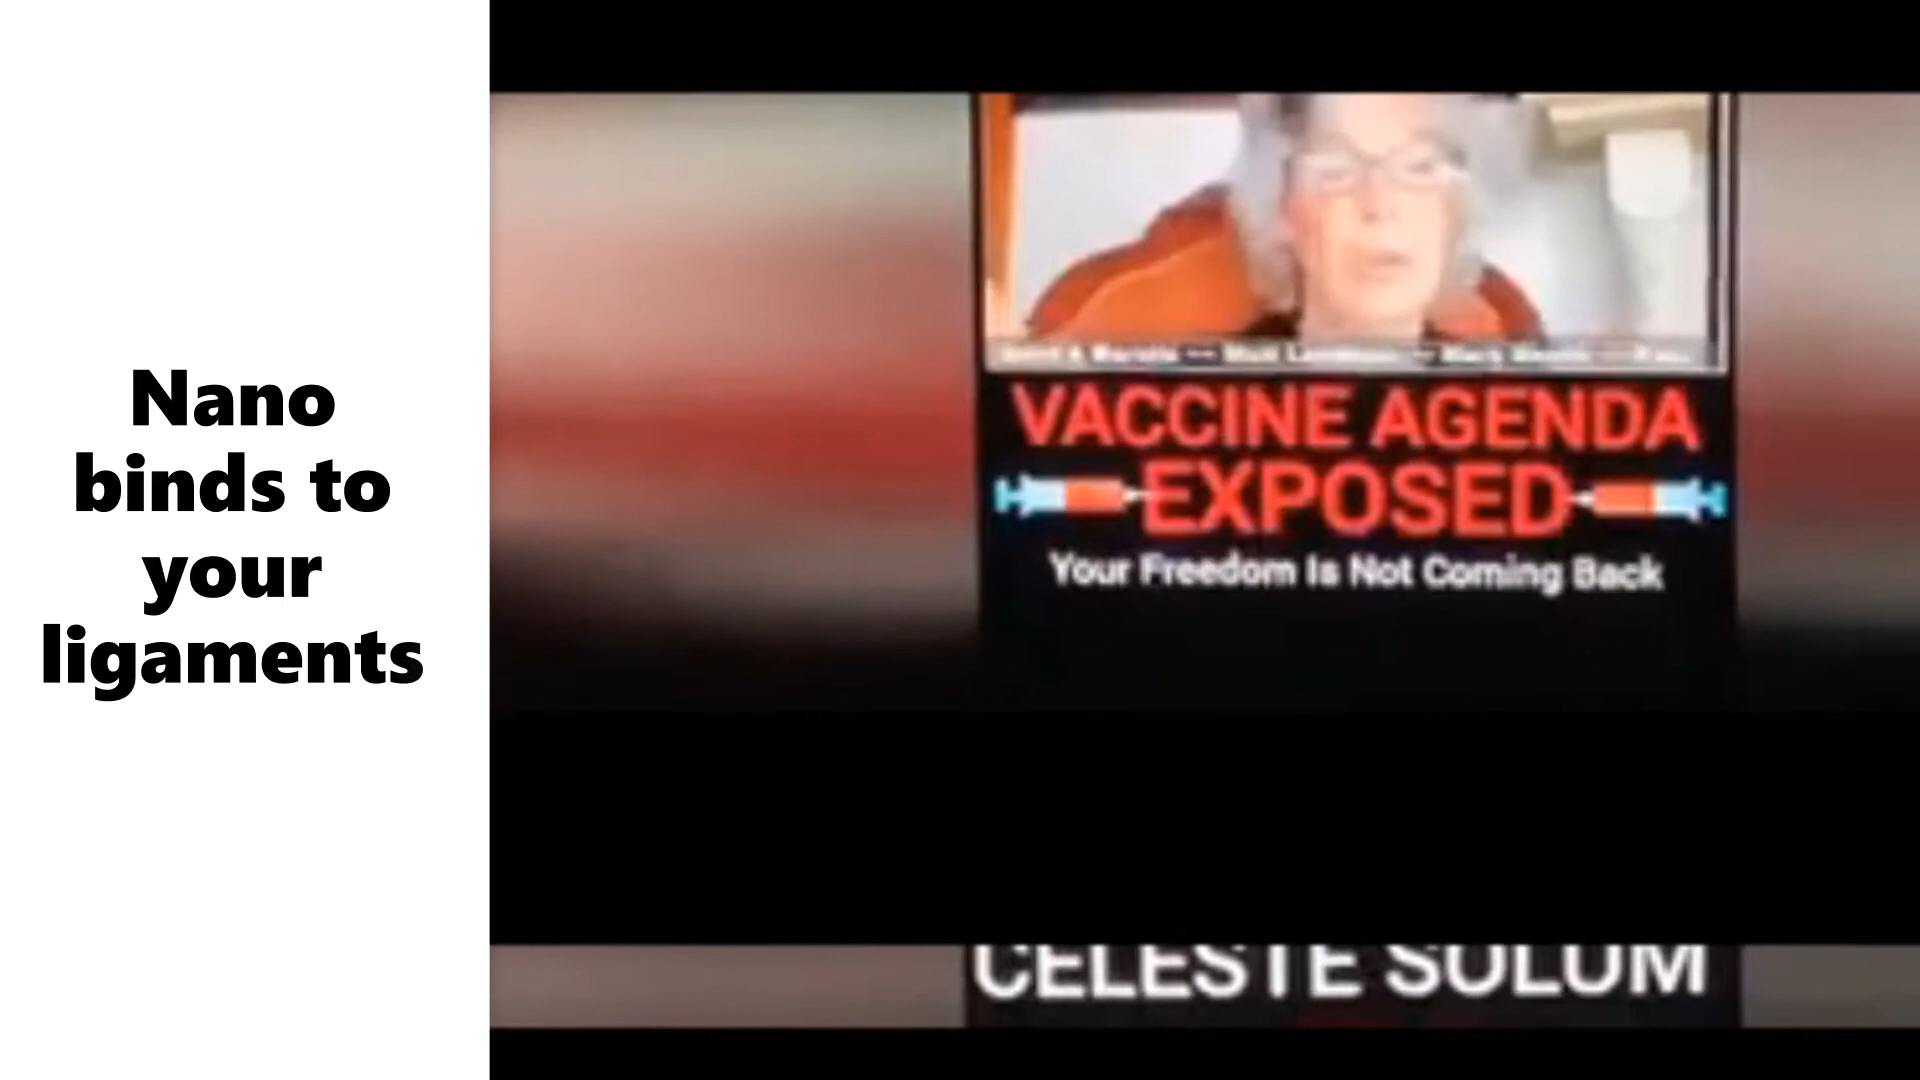 Nano
binds to
your
ligaments
VACCINE AGENDA
EXPOSED
Your Freedom Is Not Coming Back
CELESTE SOLUM